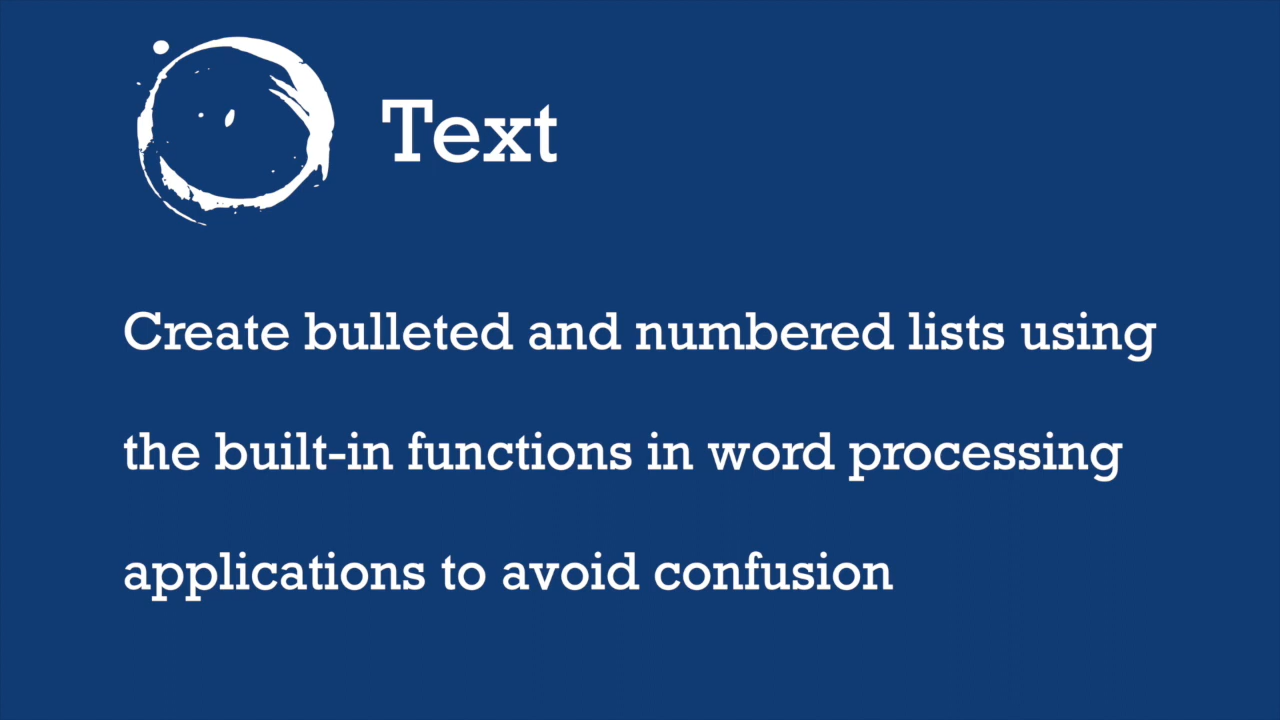 Text
Create bulleted and numbered lists using
the built-in functions in word processing
applications to avoid confusion